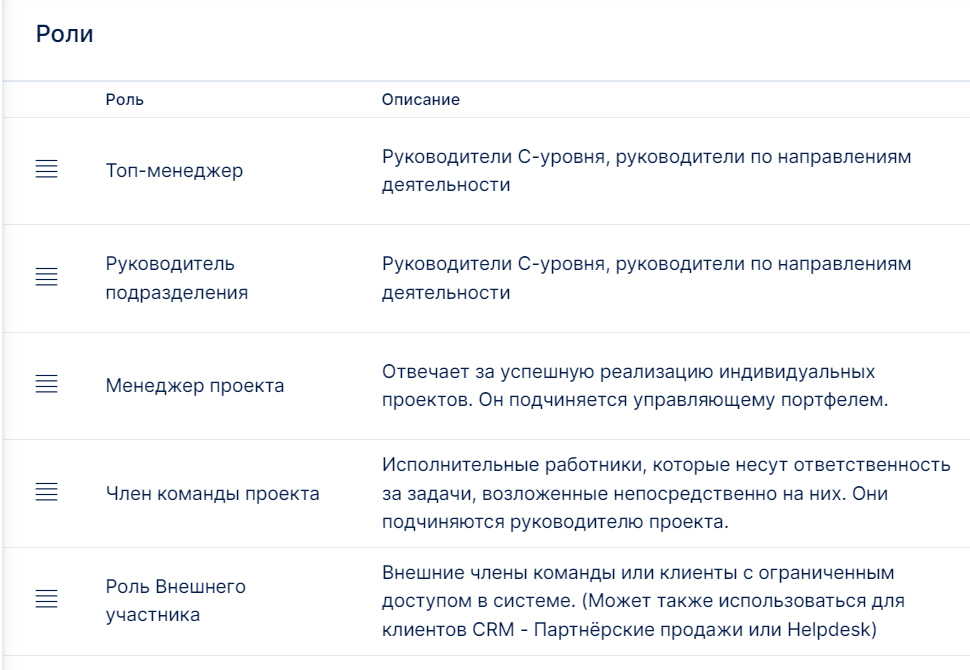 Роли
Роль Описание
Топ-менеджер
Руководители С-уровня, руководители по направлениям
деятельности
Руководитель
подразделения
Руководители С-уровня, руководители по направлениям
деятельности
Менеджер проекта
Отвечает за успешную реализацию индивидуальных
проектов. Он подчиняется управляющему портфелем.
Член команды проекта
Исполнительные работники, которые несут ответственность
за задачи, возложенные непосредственно на них. Они
подчиняются руководителю проекта.
Роль Внешнего
участника
Внешние члены команды или клиенты с ограниченным
доступом в системе. (Может также использоваться для
клиентов CRM - Партнёрские продажи или Helpdesk)